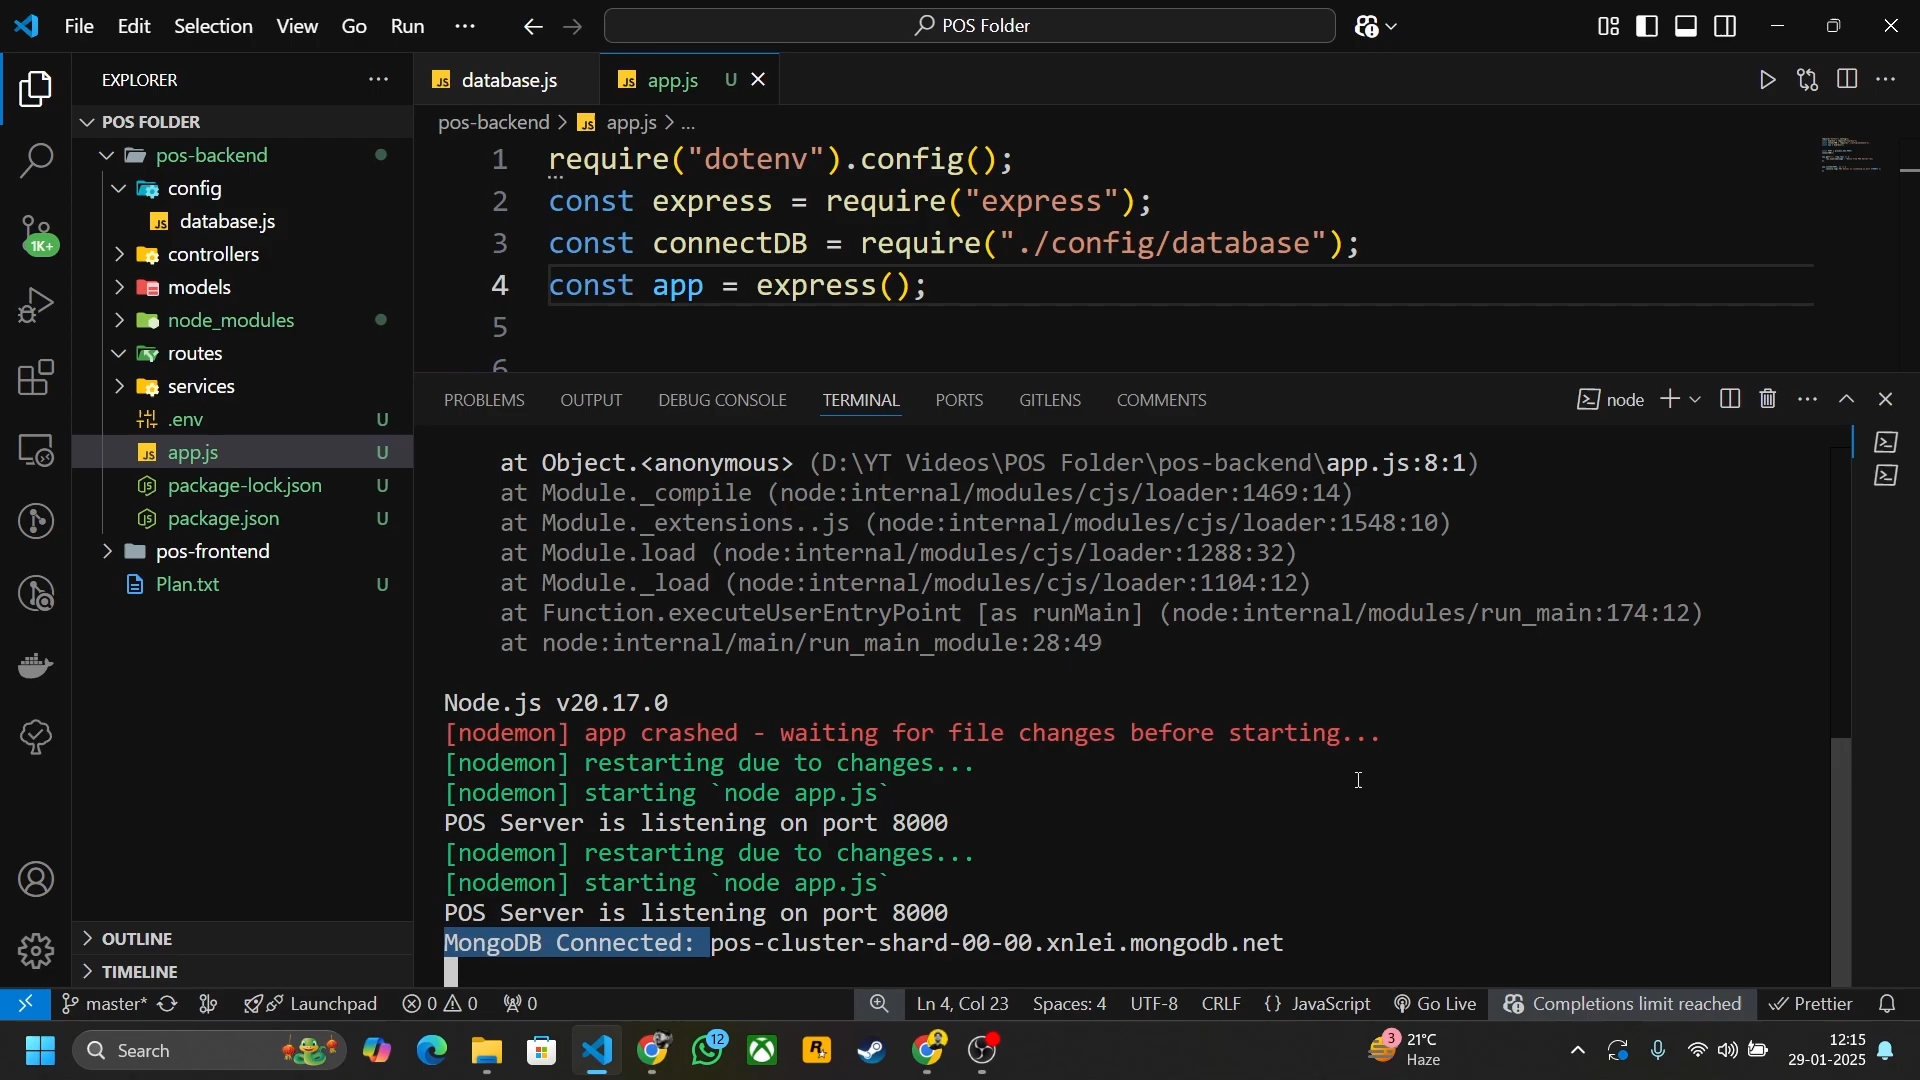 File Edit Selection View Go Run ... POS Folder
EXPLORER
POS FOLDER
pos-backend
config
database.js
controllers
models
node_modules
routes
services
.env U
app.js U
package-lock.json U
package.json U
pos-frontend
Plan.txt U
OUTLINE
TIMELINE
1K+
database.js app.js U
pos-backend > app.js > ...
1 require("dotenv").config();
2 const express = require("express");
3 const connectDB = require("./config/database");
4 const app = express();
5
6
PROBLEMS OUTPUT DEBUG CONSOLE TERMINAL PORTS GITLENS COMMENTS node
at Object.<anonymous> (D:\YT Videos\POS Folder\pos-backend\app.js:8:1)
at Module._compile (node:internal/modules/cjs/loader:1469:14)
at Module._extensions..js (node:internal/modules/cjs/loader:1548:10)
at Module.load (node:internal/modules/cjs/loader:1288:32)
at Module._load (node:internal/modules/cjs/loader:1104:12)
at Function.executeUserEntryPoint [as runMain] (node:internal/modules/run_main:174:12)
at node:internal/main/run_main_module:28:49
Node.js v20.17.0
[nodemon] app crashed - waiting for file changes before starting...
[nodemon] restarting due to changes...
[nodemon] starting `node app.js`
POS Server is listening on port 8000
[nodemon] restarting due to changes...
[nodemon] starting `node app.js`
POS Server is listening on port 8000
MongoDB Connected: pos-cluster-shard-00-00.xnlei.mongodb.net
master* Launchpad 0 0 0 Ln 4, Col 23 Spaces: 4 UTF-8 CRLF {} JavaScript Go Live Completions limit reached Prettier
Search 12 3 21°C 12:15
Haze 29-01-2025